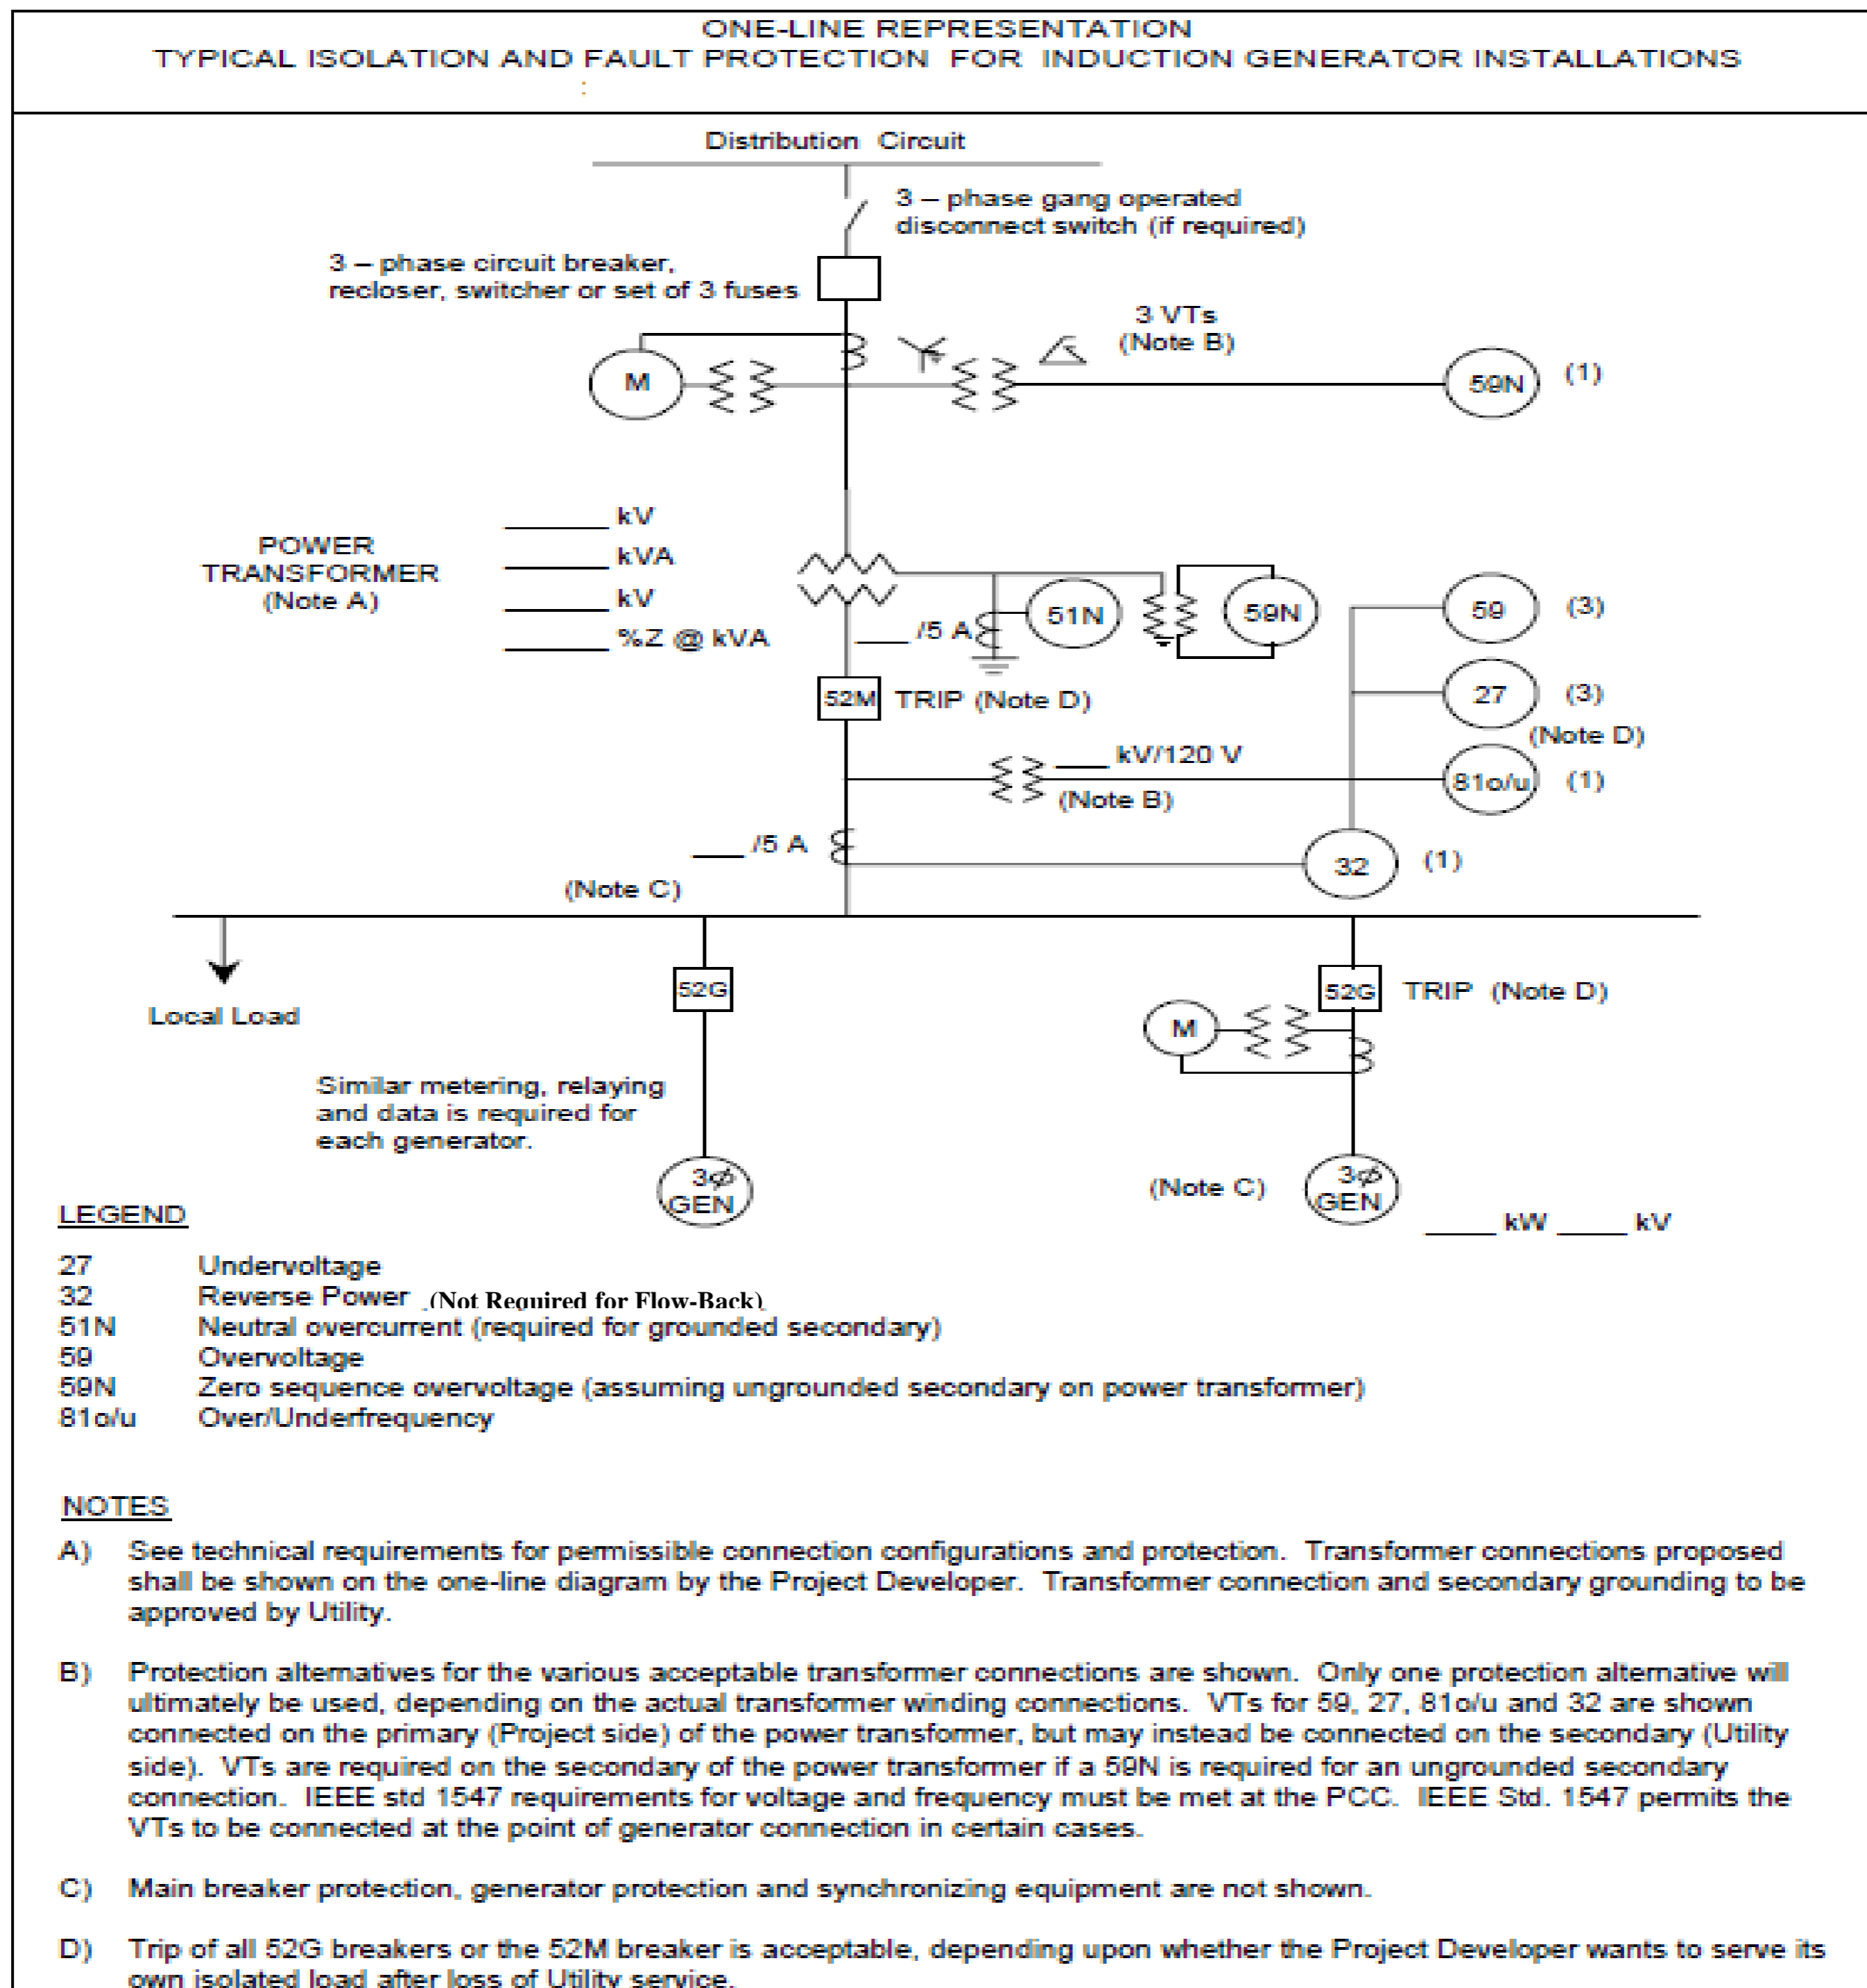 ONE-LINE REPRESENTATION
TYPICAL ISOLATION AND FAULT PROTECTION FOR INDUCTION GENERATOR INSTALLATIONS
:
Distribution Circuit
3 – phase gang operated
disconnect switch (if required)
3 – phase circuit breaker,
recloser, switcher or set of 3 fuses
3 VTs
(Note B)
M
59N
(1)
POWER
TRANSFORMER
(Note A)
______ kV
______ kVA
______ kV
______ %Z @ kVA
___ /5 A
51N
59N
59
(3)
27
(3)
(Note D)
52M
TRIP (Note D)
___ kV/120 V
(Note B)
81o/u
(1)
___ /5 A
32
(1)
(Note C)
Local Load
52G
52G
TRIP (Note D)
M
Similar metering, relaying
and data is required for
each generator.
3ø
GEN
(Note C)
3ø
GEN
____ kW ____ kV
LEGEND
27 Undervoltage
32 Reverse Power (Not Required for Flow-Back)
51N Neutral overcurrent (required for grounded secondary)
59 Overvoltage
59N Zero sequence overvoltage (assuming ungrounded secondary on power transformer)
81o/u Over/Underfrequency
NOTES
A) See technical requirements for permissible connection configurations and protection. Transformer connections proposed
shall be shown on the one-line diagram by the Project Developer. Transformer connection and secondary grounding to be
approved by Utility.
B) Protection alternatives for the various acceptable transformer connections are shown. Only one protection alternative will
ultimately be used, depending on the actual transformer winding connections. VTs for 59, 27, 81o/u and 32 are shown
connected on the primary (Project side) of the power transformer, but may instead be connected on the secondary (Utility
side). VTs are required on the secondary of the power transformer if a 59N is required for an ungrounded secondary
connection. IEEE std 1547 requirements for voltage and frequency must be met at the PCC. IEEE Std. 1547 permits the
VTs to be connected at the point of generator connection in certain cases.
C) Main breaker protection, generator protection and synchronizing equipment are not shown.
D) Trip of all 52G breakers or the 52M breaker is acceptable, depending upon whether the Project Developer wants to serve its
own isolated load after loss of Utility service.